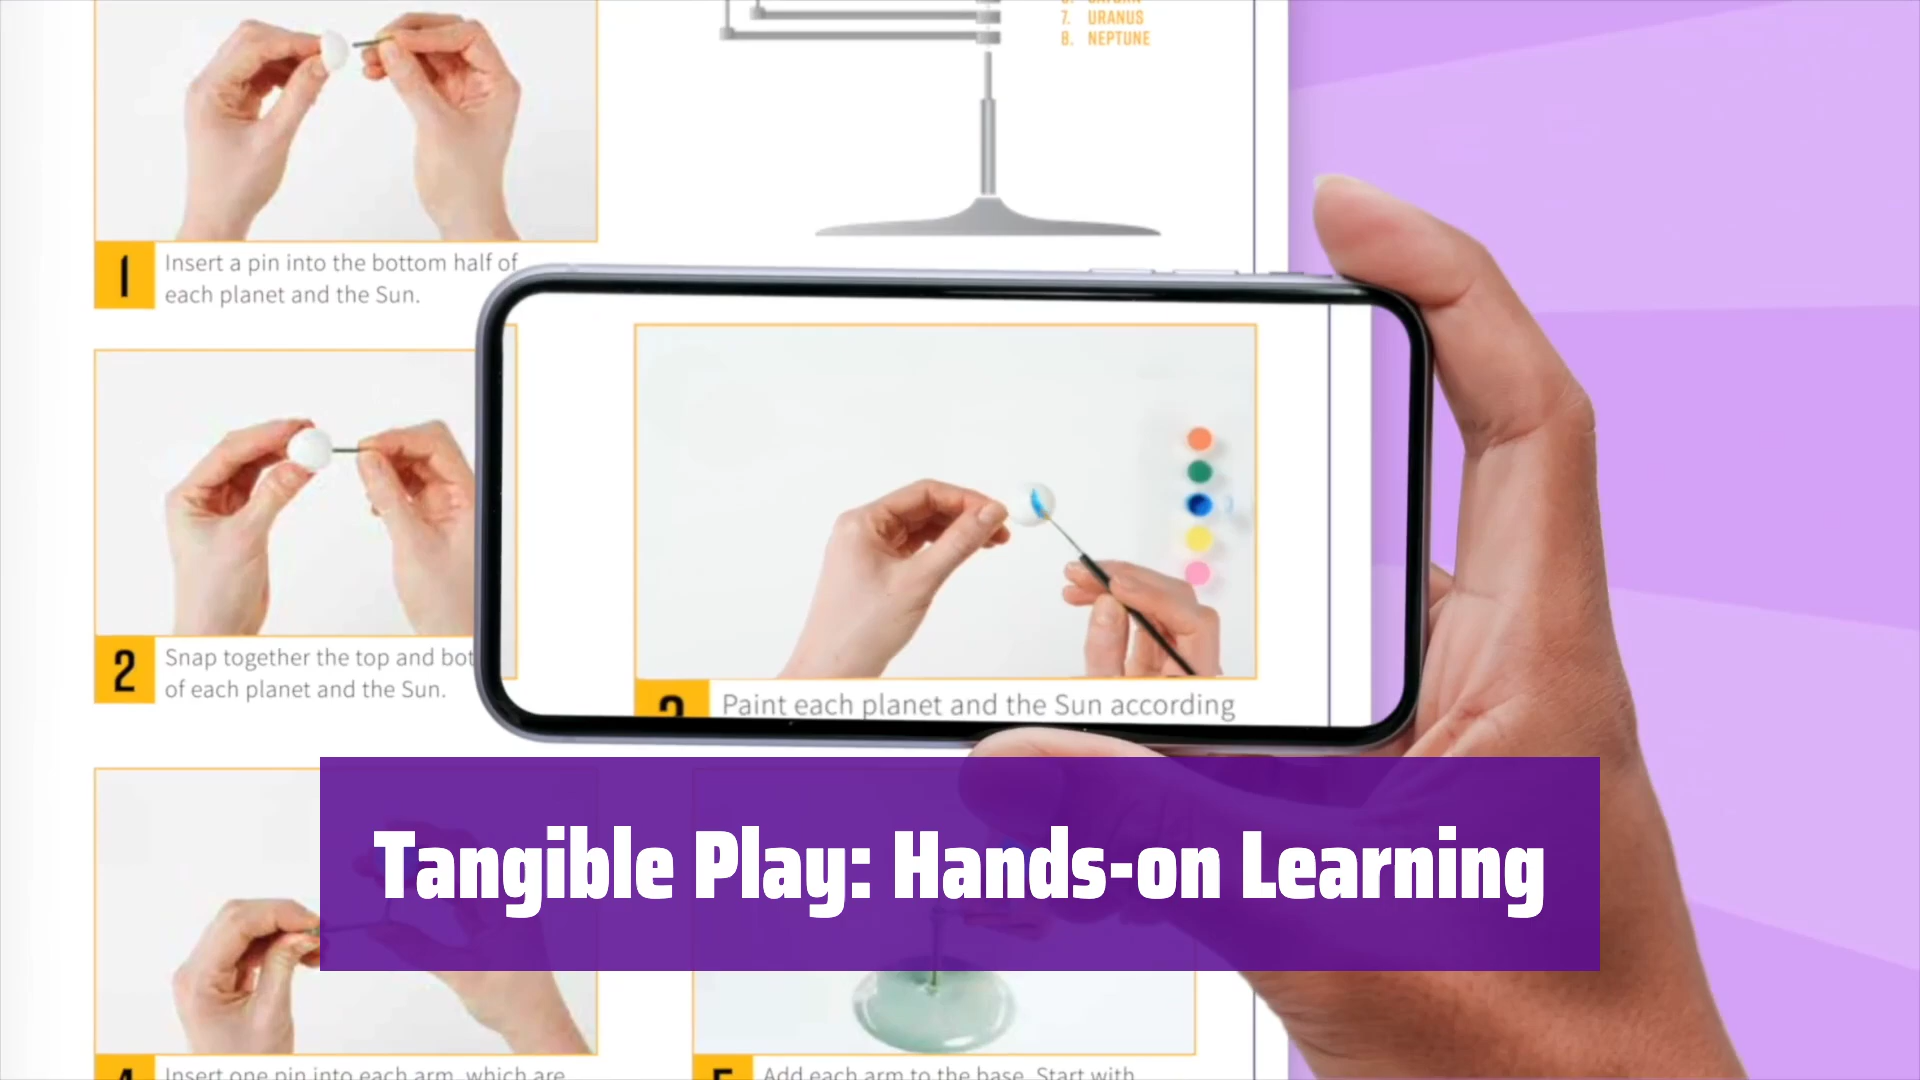 7. URANUS
8. NEPTUNE
1
Insert a pin into the bottom half of
each planet and the Sun.
2
Snap together the top and bot
of each planet and the Sun.
Paint each planet and the Sun according
Tangible Play: Hands-on Learning
Insert one pin into each arm, which are
Add each arm to the base. Start with